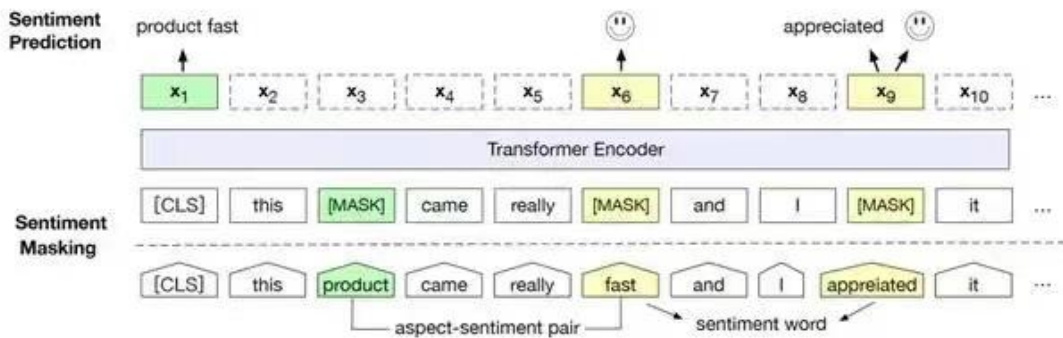 Sentiment Prediction
product fast
appreciated
x1 x2 x3 x4 x5 x6 x7 x8 x9 x10 ...
Transformer Encoder
[CLS] this [MASK] came really [MASK] and I [MASK] it ...
Sentiment Masking
[CLS] this product came really fast and I appreiated it ...
aspect-sentiment pair
sentiment word